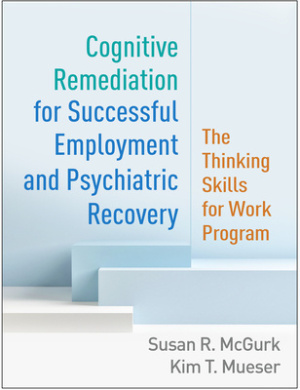 Cognitive
Remediation
for Successful
Employment
and Psychiatric
Recovery
The
Thinking
Skills
for Work
Program
Susan R. McGurk
Kim T. Mueser